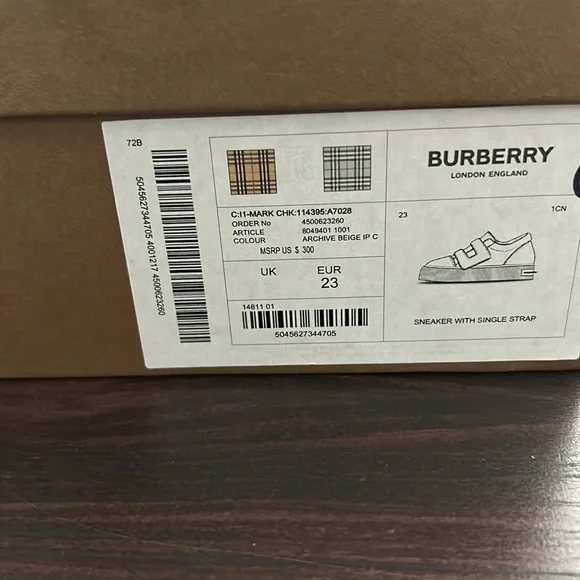 72B
5045627344705 4001217 4500623260
C:I1-MARK CHK:114395:A7028
ORDER No 4500623260
ARTICLE 8049401 1001
COLOUR ARCHIVE BEIGE IP C
MSRP US $ 300
UK EUR
23
14811 01
5045627344705
BURBERRY
LONDON ENGLAND
23 1CN
SNEAKER WITH SINGLE STRAP